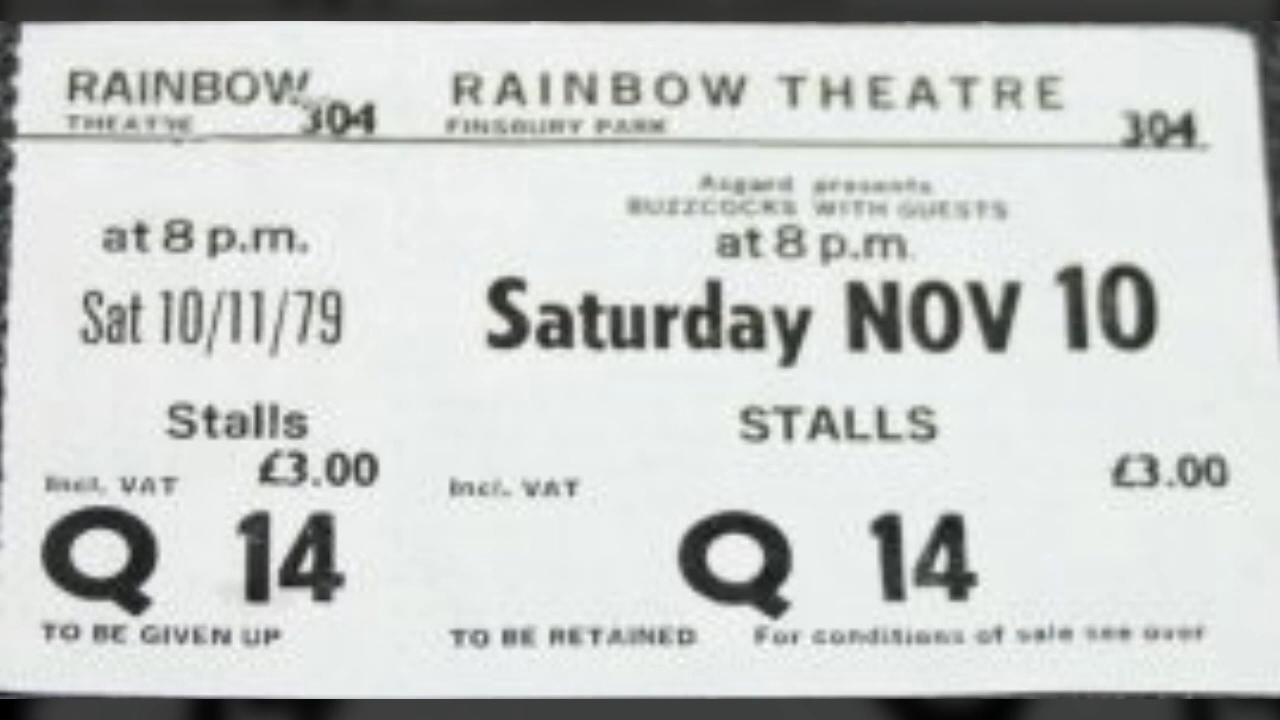 RAINBOW
THEATRE 304
at 8 p.m.
Sat 10/11/79
Stalls
£3.00
Incl. VAT
Q 14
TO BE GIVEN UP
RAINBOW THEATRE
FINSBURY PARK 304
Asgard presents
BUZZCOCKS WITH GUESTS
at 8 p.m.
Saturday NOV 10
STALLS
Incl. VAT £3.00
Q 14
TO BE RETAINED For conditions of sale see over